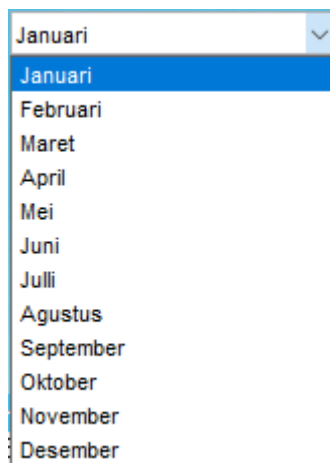 Januari
Januari
Februari
Maret
April
Mei
Juni
Julli
Agustus
September
Oktober
November
Desember